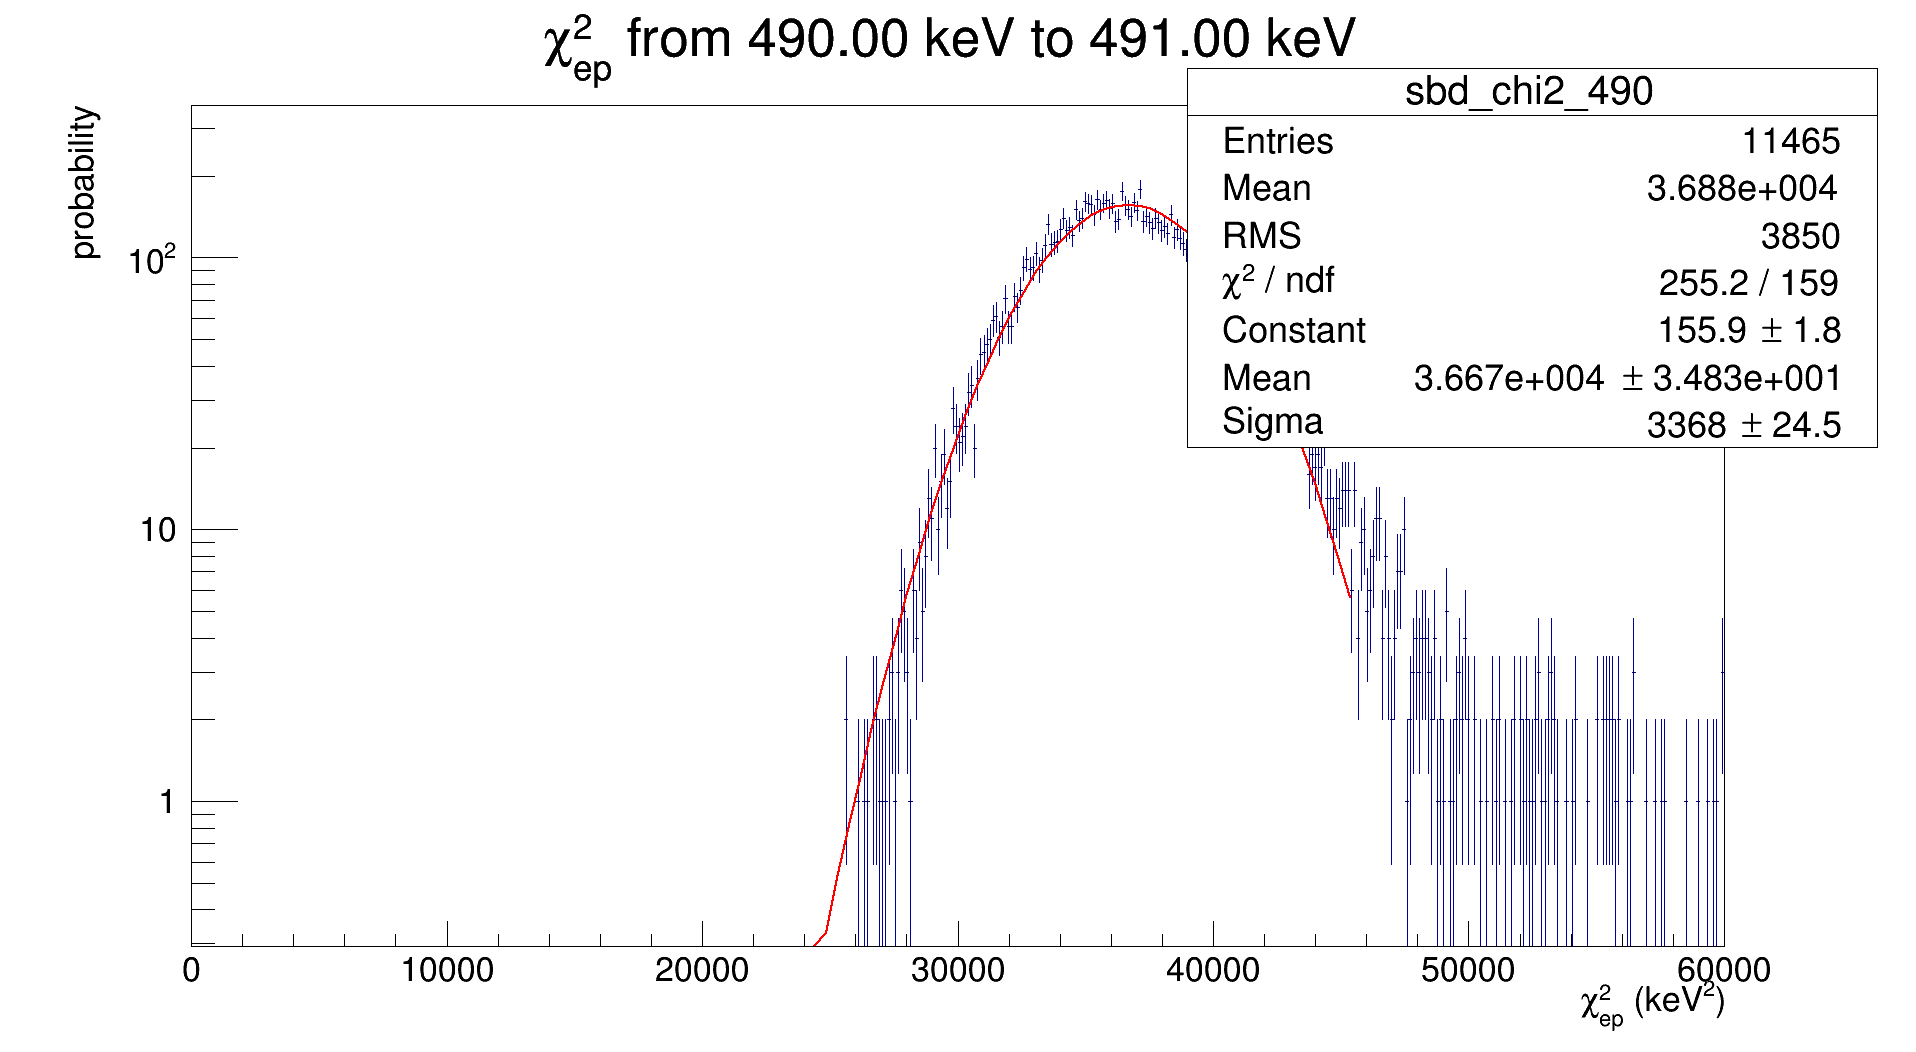 χ²ep from 490.00 keV to 491.00 keV
probability
sbd_chi2_490
Entries 11465
Mean 3.688e+004
RMS 3850
χ² / ndf 255.2 / 159
Constant 155.9 ± 1.8
Mean 3.667e+004 ± 3.483e+001
Sigma 3368 ± 24.5
10²
10
1
0 10000 20000 30000 40000 50000 60000
χ²ep (keV²)